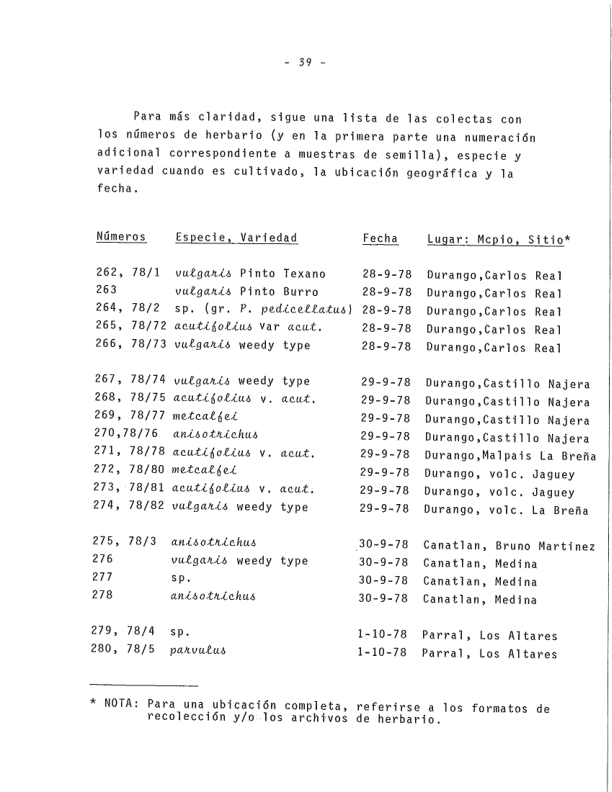 - 39 -
Para más claridad, sigue una lista de las colectas con
los números de herbario (y en la primera parte una numeración
adicional correspondiente a muestras de semilla), especie y
variedad cuando es cultivado, la ubicación geográfica y la
fecha.
Números Especie, Variedad Fecha Lugar: Mcpio, Sitio*
262, 78/1 vulgaris Pinto Texano 28-9-78 Durango,Carlos Real
263 vulgaris Pinto Burro 28-9-78 Durango,Carlos Real
264, 78/2 sp. (gr. P. pedicellatus) 28-9-78 Durango,Carlos Real
265, 78/72 acutifolius var acut. 28-9-78 Durango,Carlos Real
266, 78/73 vulgaris weedy type 28-9-78 Durango,Carlos Real
267, 78/74 vulgaris weedy type 29-9-78 Durango,Castillo Najera
268, 78/75 acutifolius v. acut. 29-9-78 Durango,Castillo Najera
269, 78/77 metcalfei 29-9-78 Durango,Castillo Najera
270,78/76 anisotrichus 29-9-78 Durango,Castillo Najera
271, 78/78 acutifolius v. acut. 29-9-78 Durango,Malpais La Breña
272, 78/80 metcalfei 29-9-78 Durango, volc. Jaguey
273, 78/81 acutifolius v. acut. 29-9-78 Durango, volc. Jaguey
274, 78/82 vulgaris weedy type 29-9-78 Durango, volc. La Breña
275, 78/3 anisotrichus 30-9-78 Canatlan, Bruno Martinez
276 vulgaris weedy type 30-9-78 Canatlan, Medina
277 sp. 30-9-78 Canatlan, Medina
278 anisotrichus 30-9-78 Canatlan, Medina
279, 78/4 sp. 1-10-78 Parral, Los Altares
280, 78/5 parvulus 1-10-78 Parral, Los Altares
* NOTA: Para una ubicación completa, referirse a los formatos de
recolección y/o los archivos de herbario.